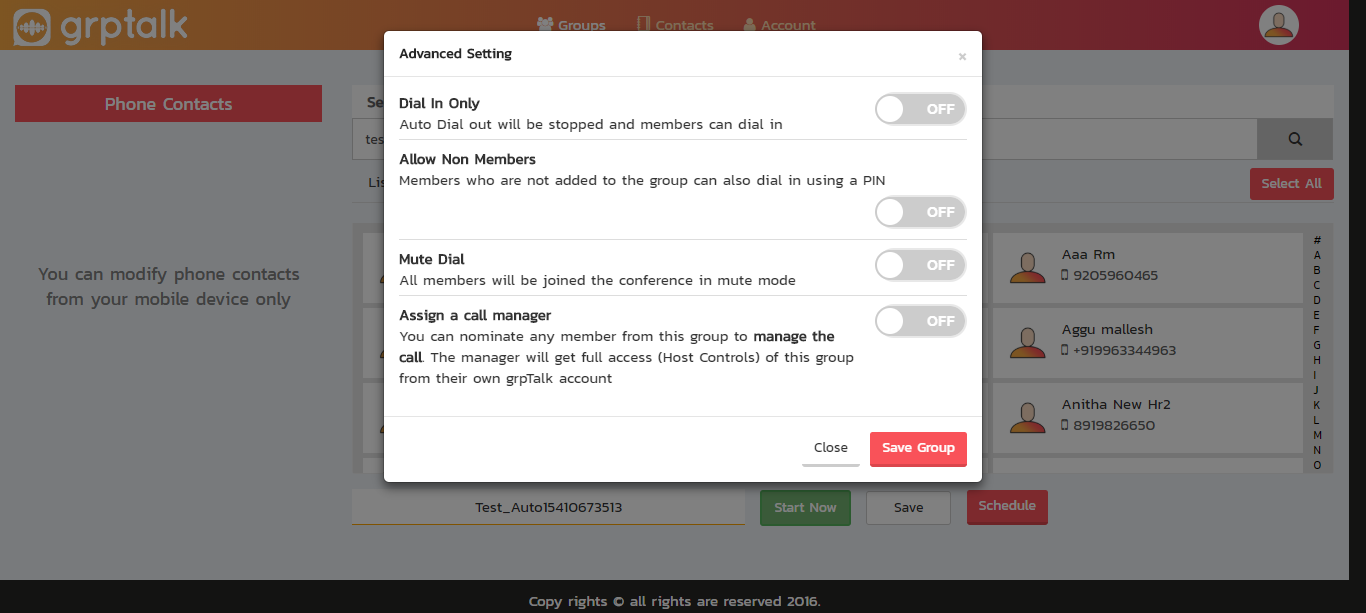 grptalk
Groups
Contacts
Account
Advanced Setting
×
Phone Contacts
You can modify phone contacts
from your mobile device only
Se
tes
Lis
Select All
Dial In Only
OFF
Auto Dial out will be stopped and members can dial in
Allow Non Members
Members who are not added to the group can also dial in using a PIN
OFF
Mute Dial
OFF
All members will be joined the conference in mute mode
Assign a call manager
OFF
You can nominate any member from this group to manage the
call. The manager will get full access (Host Controls) of this group
from their own grpTalk account
Close
Save Group
Aaa Rm
9205960465
Aggu mallesh
+919963344963
Anitha New Hr2
8919826650
#
A
B
C
D
E
F
G
H
I
J
K
L
M
N
O
Test_Auto15410673513
Start Now
Save
Schedule
Copy rights © all rights are reserved 2016.